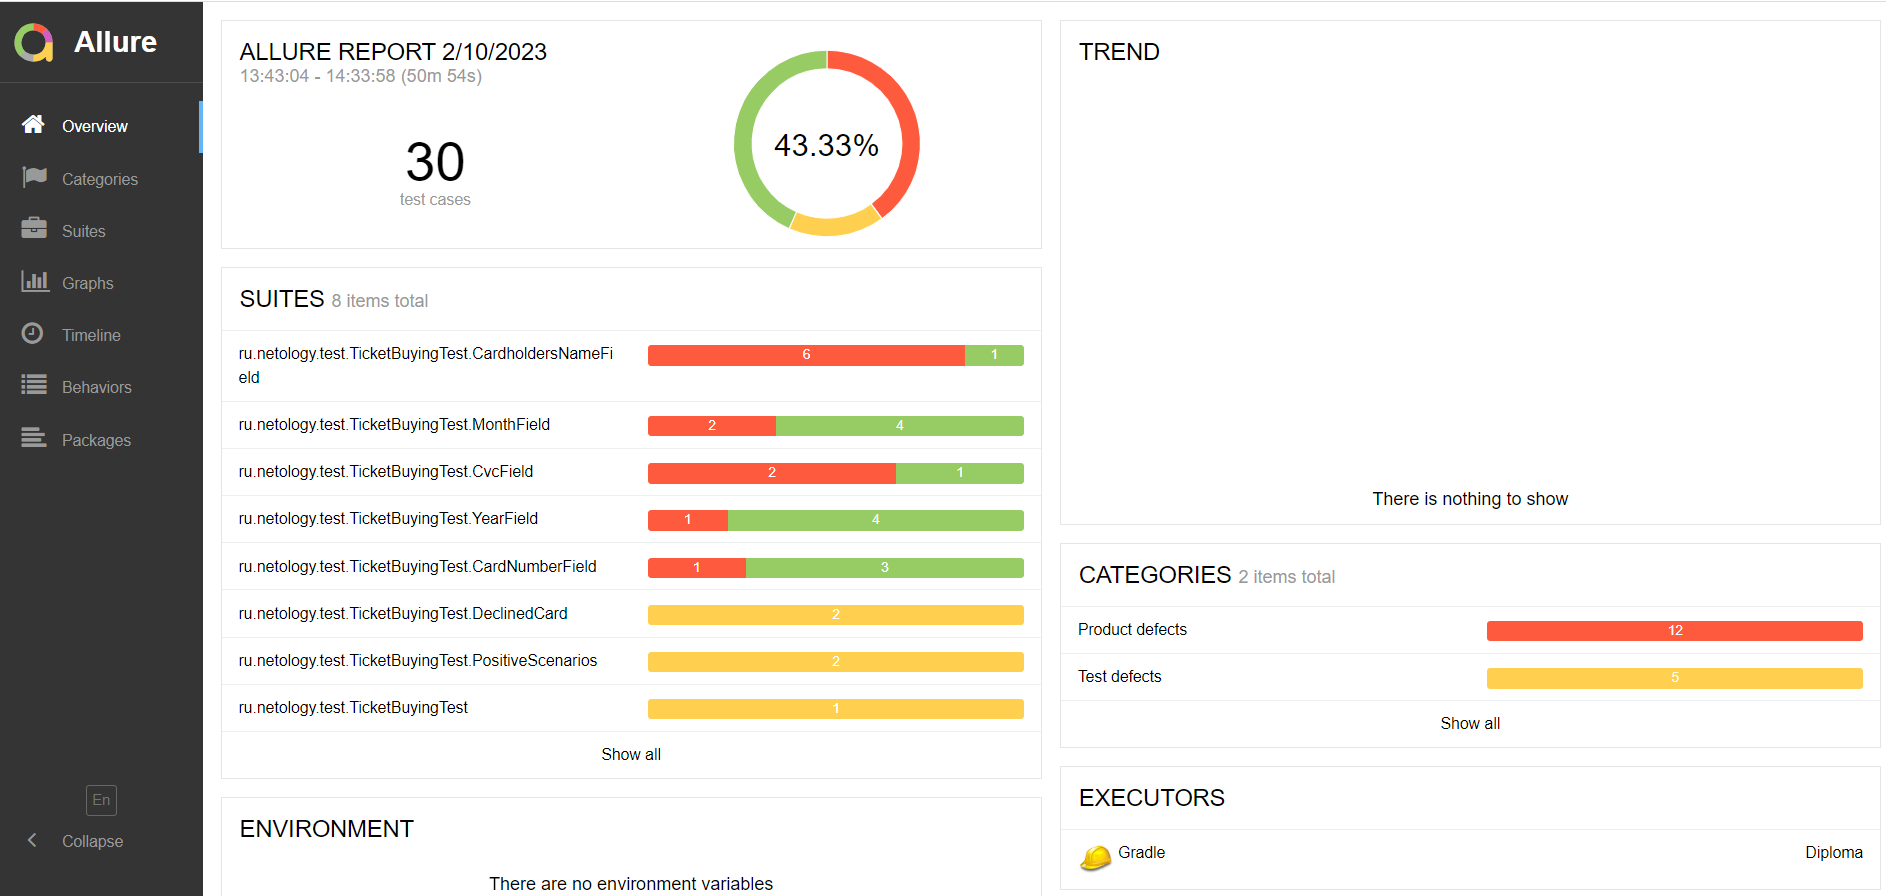 Allure
Overview
Categories
Suites
Graphs
Timeline
Behaviors
Packages
En
Collapse
ALLURE REPORT 2/10/2023
13:43:04 - 14:33:58 (50m 54s)
30
test cases
43.33%
SUITES 8 items total
ru.netology.test.TicketBuyingTest.CardholdersNameFi
eld
6 1
ru.netology.test.TicketBuyingTest.MonthField
2 4
ru.netology.test.TicketBuyingTest.CvcField
2 1
ru.netology.test.TicketBuyingTest.YearField
1 4
ru.netology.test.TicketBuyingTest.CardNumberField
1 3
ru.netology.test.TicketBuyingTest.DeclinedCard
2
ru.netology.test.TicketBuyingTest.PositiveScenarios
2
ru.netology.test.TicketBuyingTest
1
Show all
ENVIRONMENT
There are no environment variables
TREND
There is nothing to show
CATEGORIES 2 items total
Product defects
12
Test defects
5
Show all
EXECUTORS
Gradle
Diploma